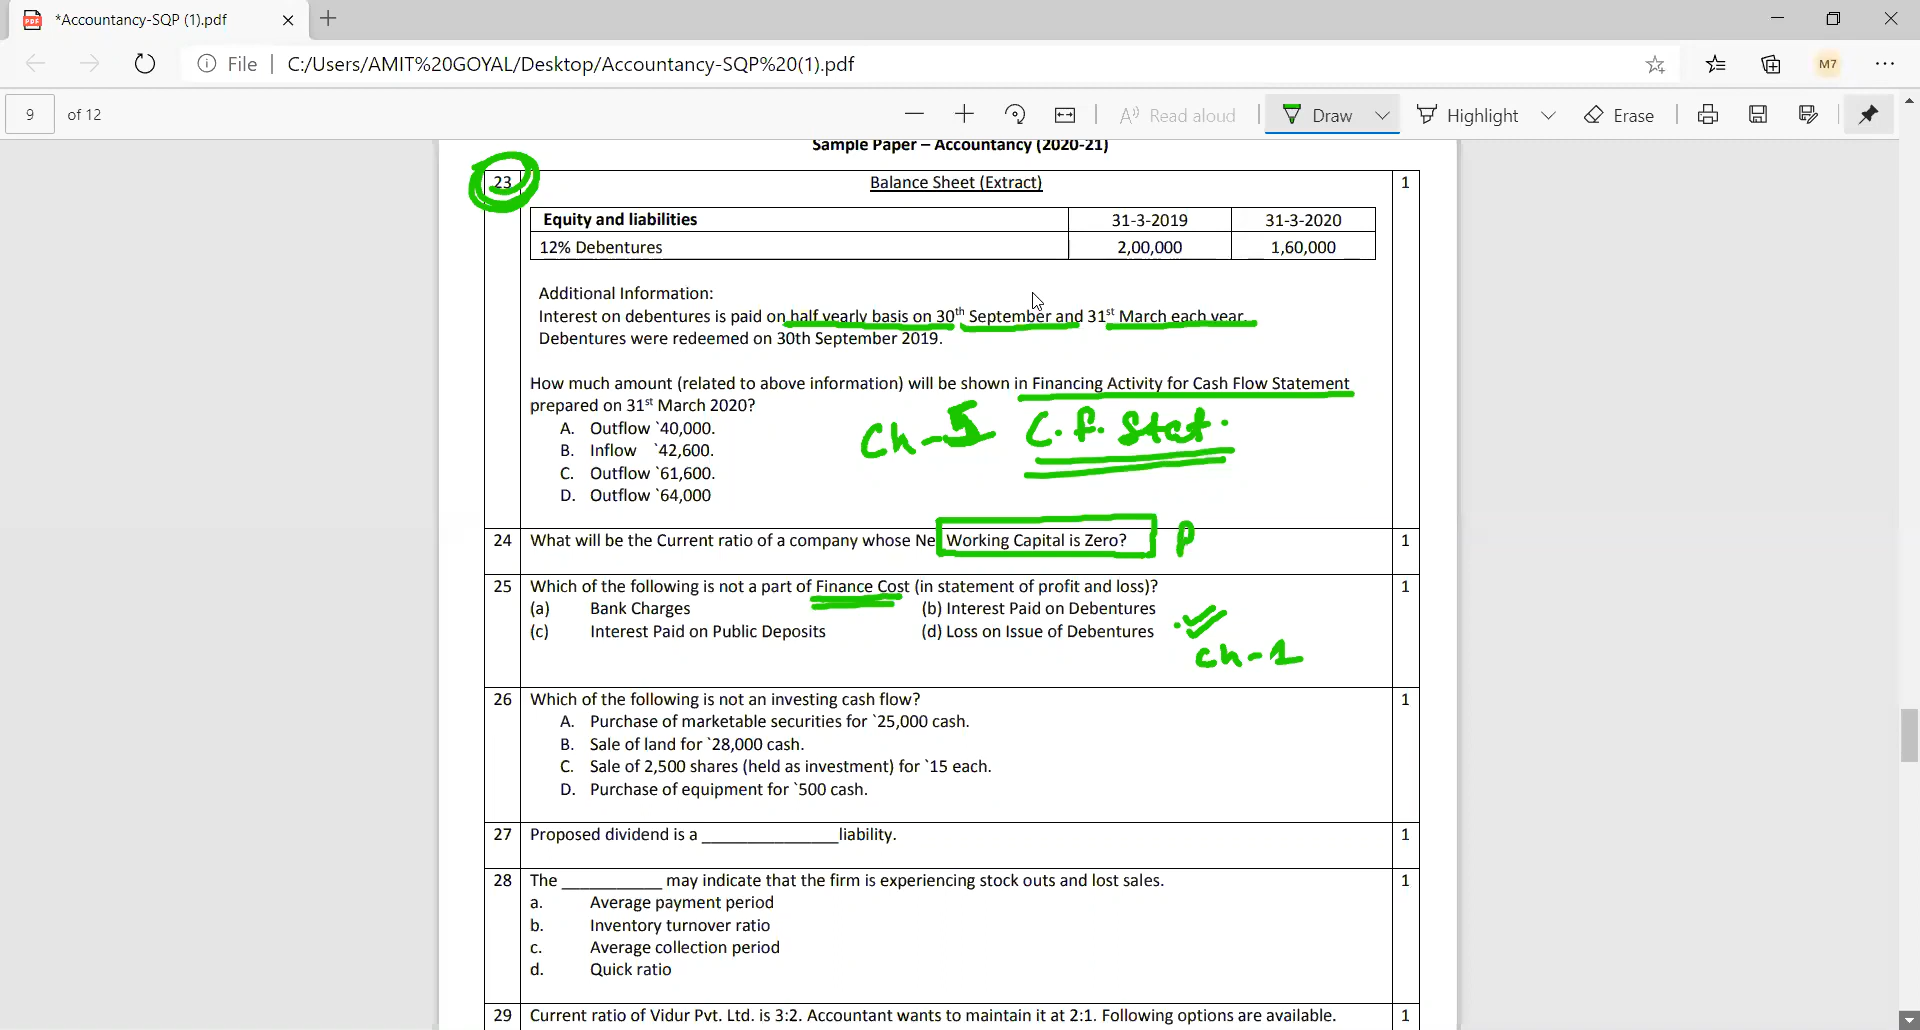 *Accountancy-SQP (1).pdf
File | C:/Users/AMIT%20GOYAL/Desktop/Accountancy-SQP%20(1).pdf
M7
9 of 12
Read aloud
Draw
Highlight
Erase
Sample Paper – Accountancy (2020-21)
23 Balance Sheet (Extract) 1
Equity and liabilities 31-3-2019 31-3-2020
12% Debentures 2,00,000 1,60,000
Additional Information:
Interest on debentures is paid on half yearly basis on 30th September and 31st March each year.
Debentures were redeemed on 30th September 2019.
How much amount (related to above information) will be shown in Financing Activity for Cash Flow Statement
prepared on 31st March 2020?
A. Outflow `40,000.
B. Inflow `42,600.
C. Outflow `61,600.
D. Outflow `64,000
Ch-5 C.F. Stat.
24 What will be the Current ratio of a company whose Ne Working Capital is Zero? P 1
25 Which of the following is not a part of Finance Cost (in statement of profit and loss)? 1
(a) Bank Charges (b) Interest Paid on Debentures
(c) Interest Paid on Public Deposits (d) Loss on Issue of Debentures
Ch-1
26 Which of the following is not an investing cash flow? 1
A. Purchase of marketable securities for `25,000 cash.
B. Sale of land for `28,000 cash.
C. Sale of 2,500 shares (held as investment) for `15 each.
D. Purchase of equipment for `500 cash.
27 Proposed dividend is a ________________liability. 1
28 The ____________ may indicate that the firm is experiencing stock outs and lost sales. 1
a. Average payment period
b. Inventory turnover ratio
c. Average collection period
d. Quick ratio
29 Current ratio of Vidur Pvt. Ltd. is 3:2. Accountant wants to maintain it at 2:1. Following options are available. 1